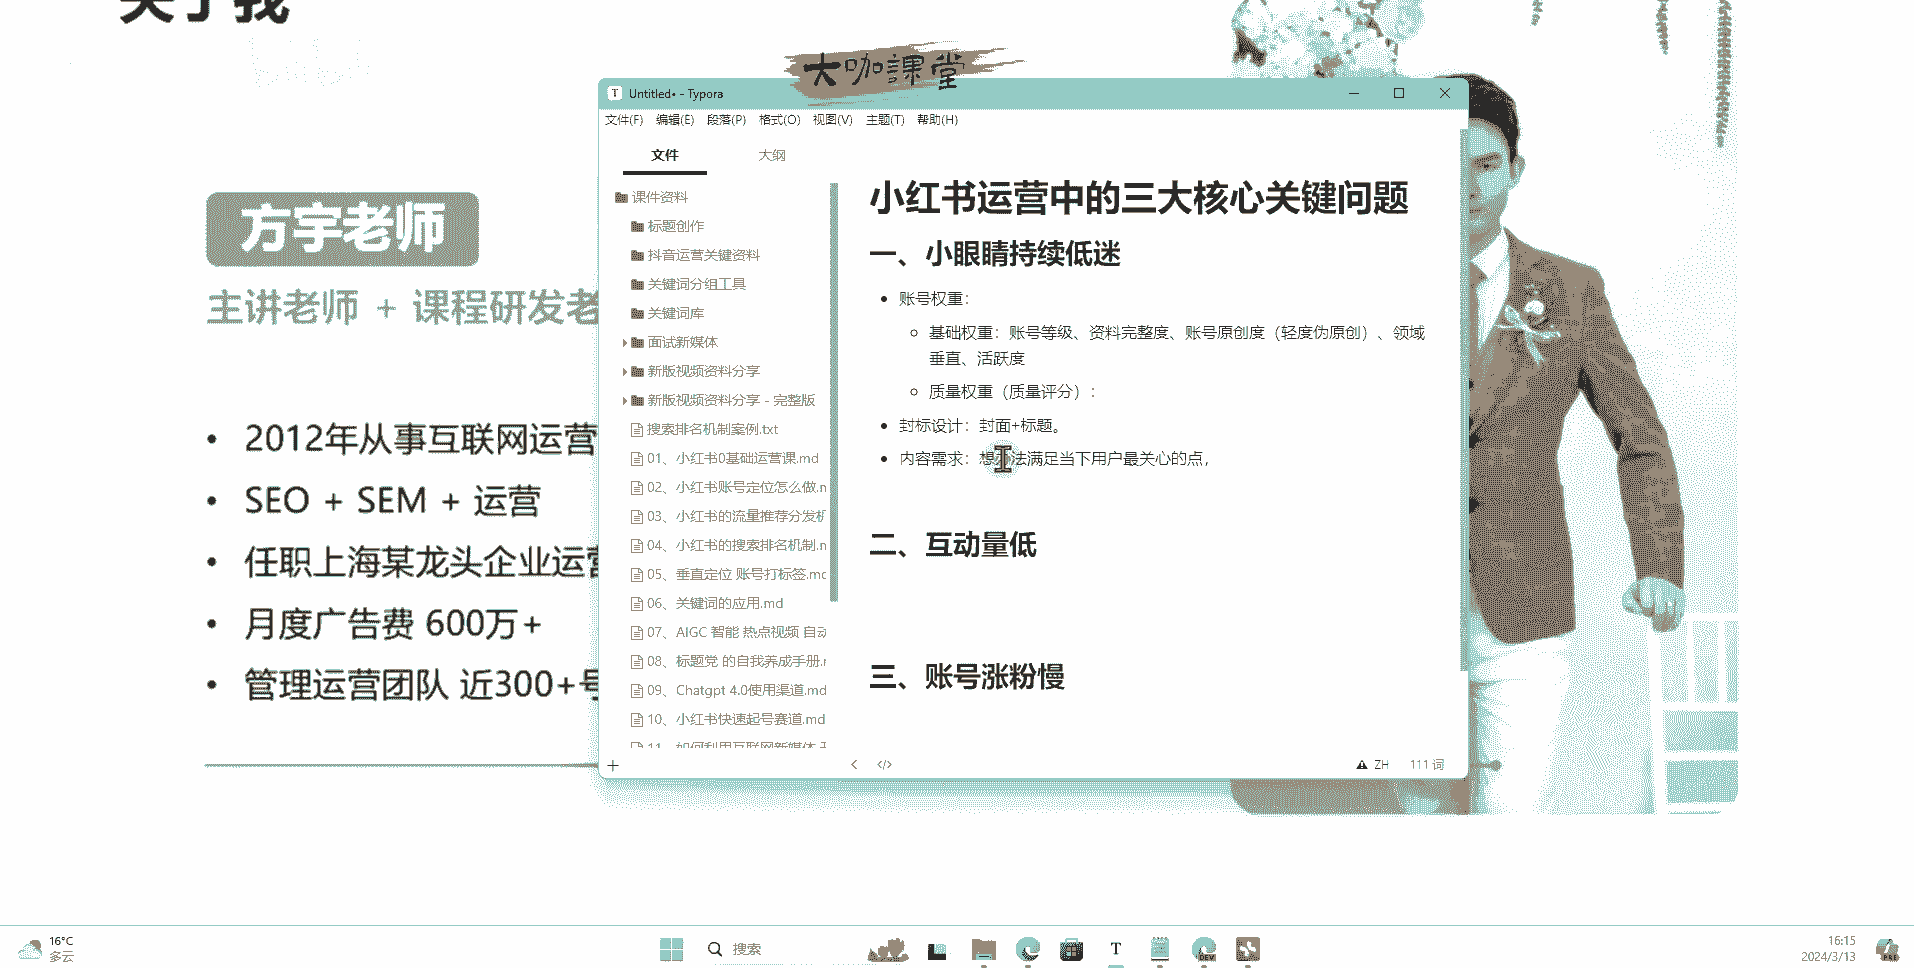 关于我
bilibili
大咖課堂
方宇老师
主讲老师 + 课程研发老
2012年从事互联网运营
SEO + SEM + 运营
任职上海某龙头企业运营
月度广告费 600万+
管理运营团队 近300+号
Untitled• - Typora
文件(F) 编辑(E) 段落(P) 格式(O) 视图(V) 主题(T) 帮助(H)
文件 大纲
课件资料
标题创作
抖音运营关键资料
关键词分组工具
关键词库
面试新媒体
新版视频资料分享
新版视频资料分享 - 完整版
搜索排名机制案例.txt
01、小红书0基础运营课.md
02、小红书账号定位怎么做.n
03、小红书的流量推荐分发机
04、小红书的搜索排名机制.n
05、垂直定位 账号打标签.mc
06、关键词的应用.md
07、AIGC 智能 热点视频 自动
08、标题党 的自我养成手册.r
09、Chatgpt 4.0使用渠道.md
10、小红书快速起号赛道.md
11、如何利用互联网新媒体
小红书运营中的三大核心关键问题
一、小眼睛持续低迷
账号权重：
基础权重：账号等级、资料完整度、账号原创度（轻度伪原创）、领域
垂直、活跃度
质量权重（质量评分）：
封标设计：封面+标题。
内容需求：想办法满足当下用户最关心的点，
二、互动量低
三、账号涨粉慢
ZH 111 词
16°C
多云
搜索
DEV
16:15
2024/3/13
PRE